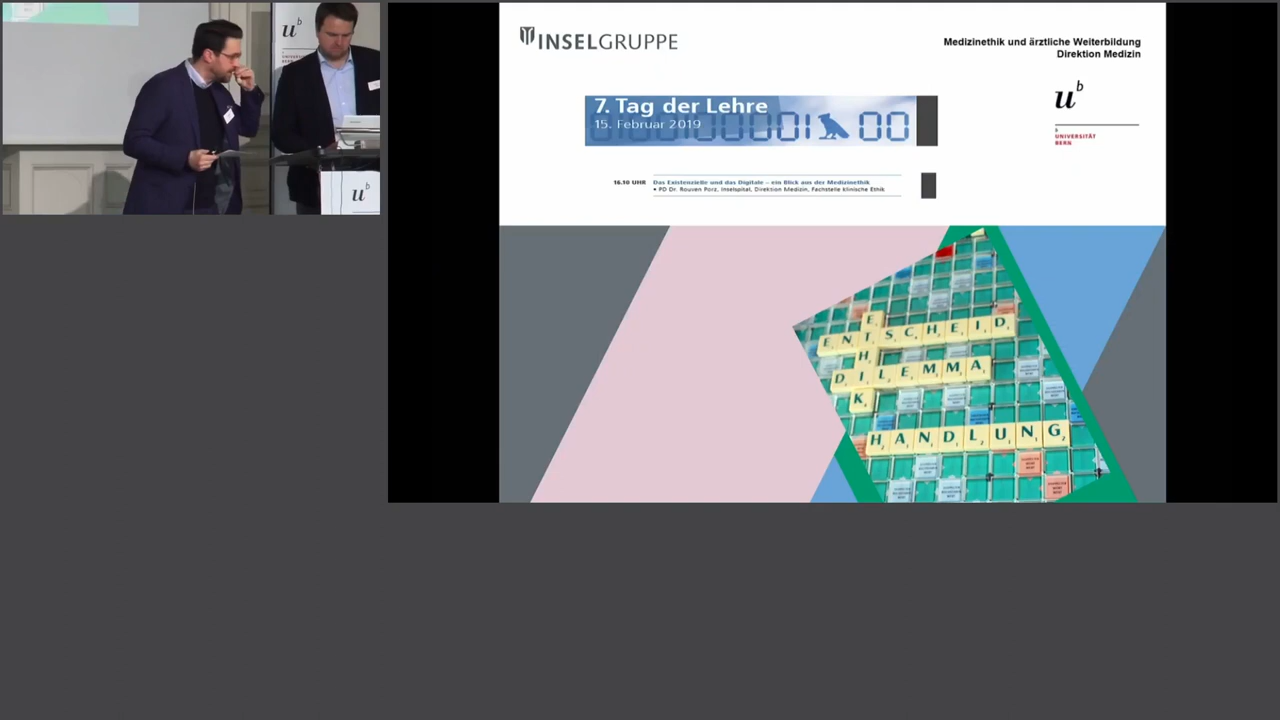 INSELGRUPPE
Medizinethik und ärztliche Weiterbildung
Direktion Medizin
7. Tag der Lehre
15. Februar 2019
u^b
b
UNIVERSITÄT
BERN
16.10 UHR Das Existenzielle und das Digitale – ein Blick aus der Medizinethik
• PD Dr. Rouven Porz, Inselspital, Direktion Medizin, Fachstelle klinische Ethik
ENTSCHEID
ETHIK
DILEMMA
HANDLUNG
u^b
u^b